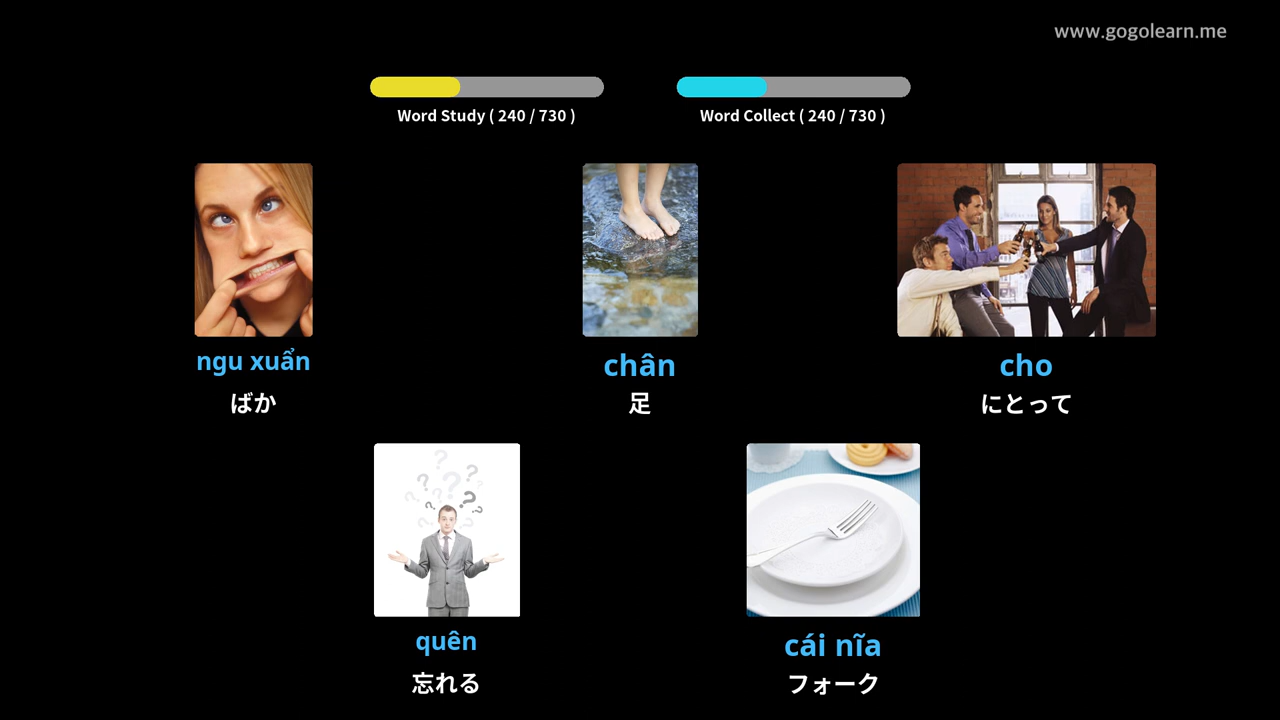 www.gogolearn.me
Word Study ( 240 / 730 )
Word Collect ( 240 / 730 )
ngu xuẩn
ばか
chân
足
cho
にとって
quên
忘れる
cái nĩa
フォーク